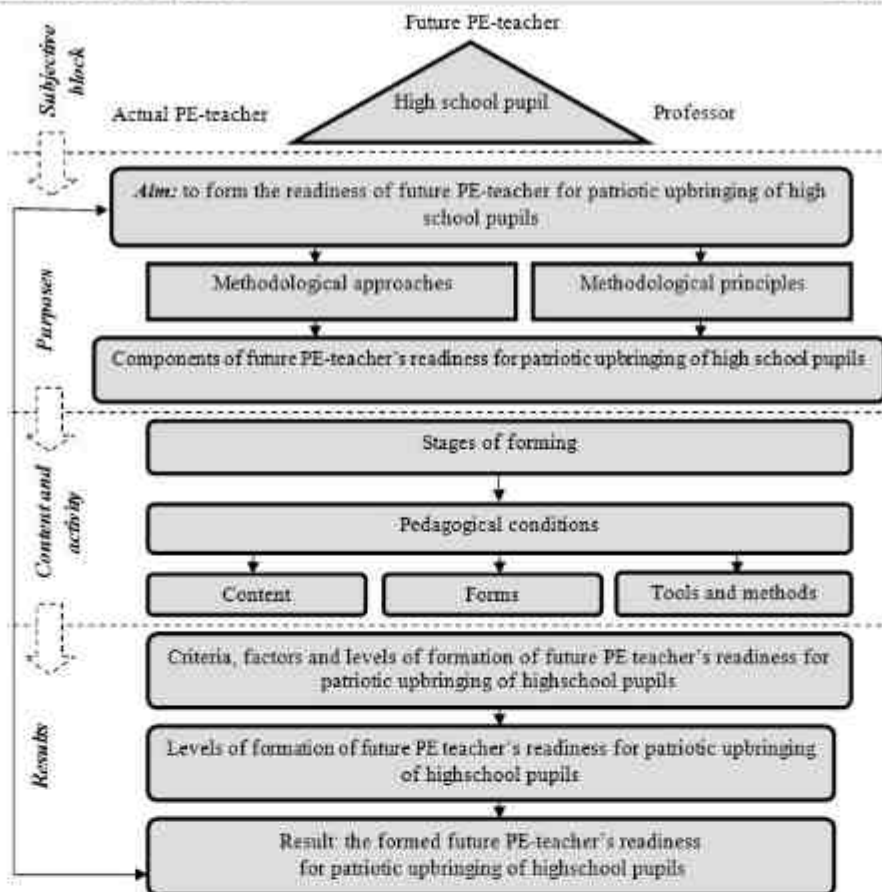 Future PE-teacher
Subjective
block
High school pupil
Actual PE-teacher
Professor
Aim: to form the readiness of future PE-teacher for patriotic upbringing of high
school pupils
Purposes
Methodological approaches
Methodological principles
Components of future PE-teacher's readiness for patriotic upbringing of high school pupils
Content and
activity
Stages of forming
Pedagogical conditions
Content
Forms
Tools and methods
Results
Criteria, factors and levels of formation of future PE teacher's readiness for
patriotic upbringing of highschool pupils
Levels of formation of future PE teacher's readiness for patriotic upbringing
of highschool pupils
Result: the formed future PE-teacher's readiness
for patriotic upbringing of highschool pupils